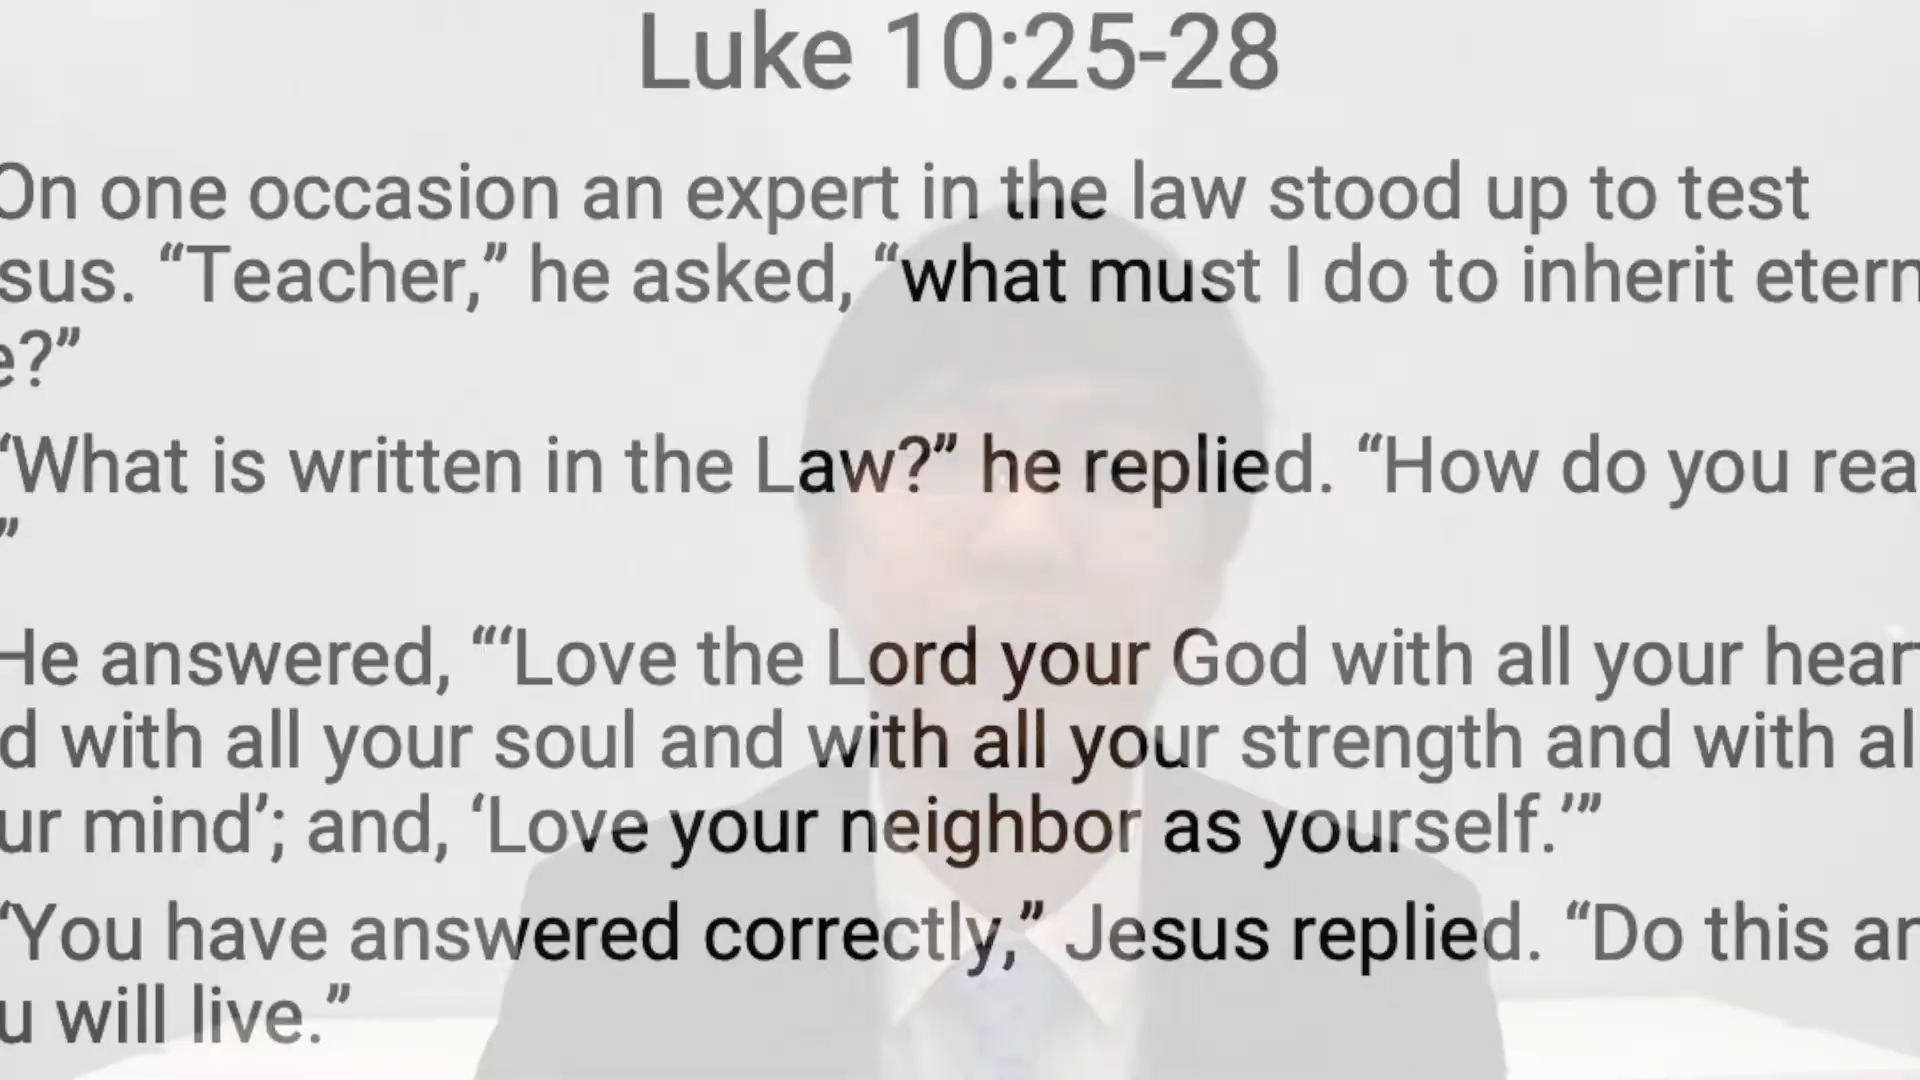 Luke 10:25-28
On one occasion an expert in the law stood up to test
sus. “Teacher,” he asked, “what must I do to inherit etern
e?”
“What is written in the Law?” he replied. “How do you rea
”
He answered, “‘Love the Lord your God with all your hear
d with all your soul and with all your strength and with al
ur mind’; and, ‘Love your neighbor as yourself.’”
“You have answered correctly,” Jesus replied. “Do this an
u will live.”